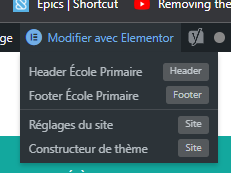 Epics | Shortcut
Removing the
Modifier avec Elementor
Header École Primaire Header
Footer École Primaire Footer
Réglages du site Site
Constructeur de thème Site